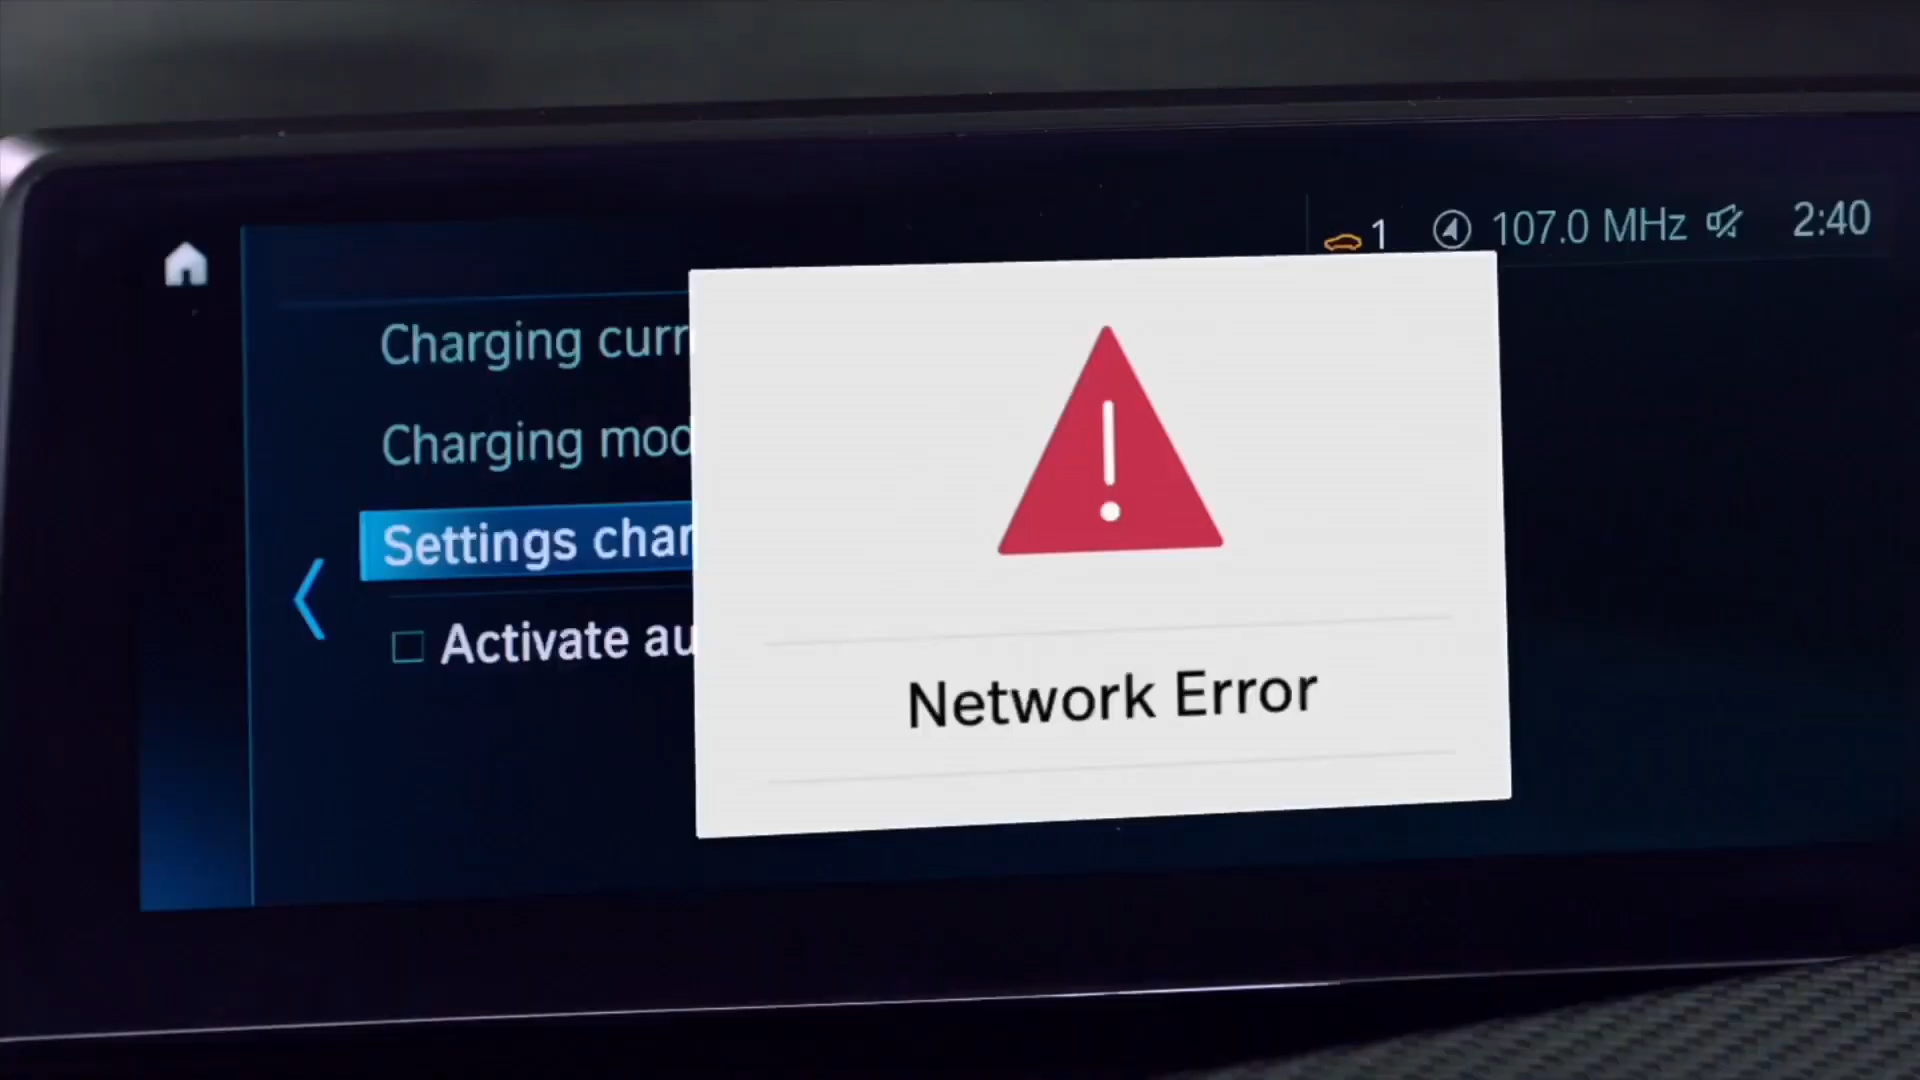 1 107.0 MHz 2:40
Charging curr
Charging mod
Settings char
Activate au
Network Error